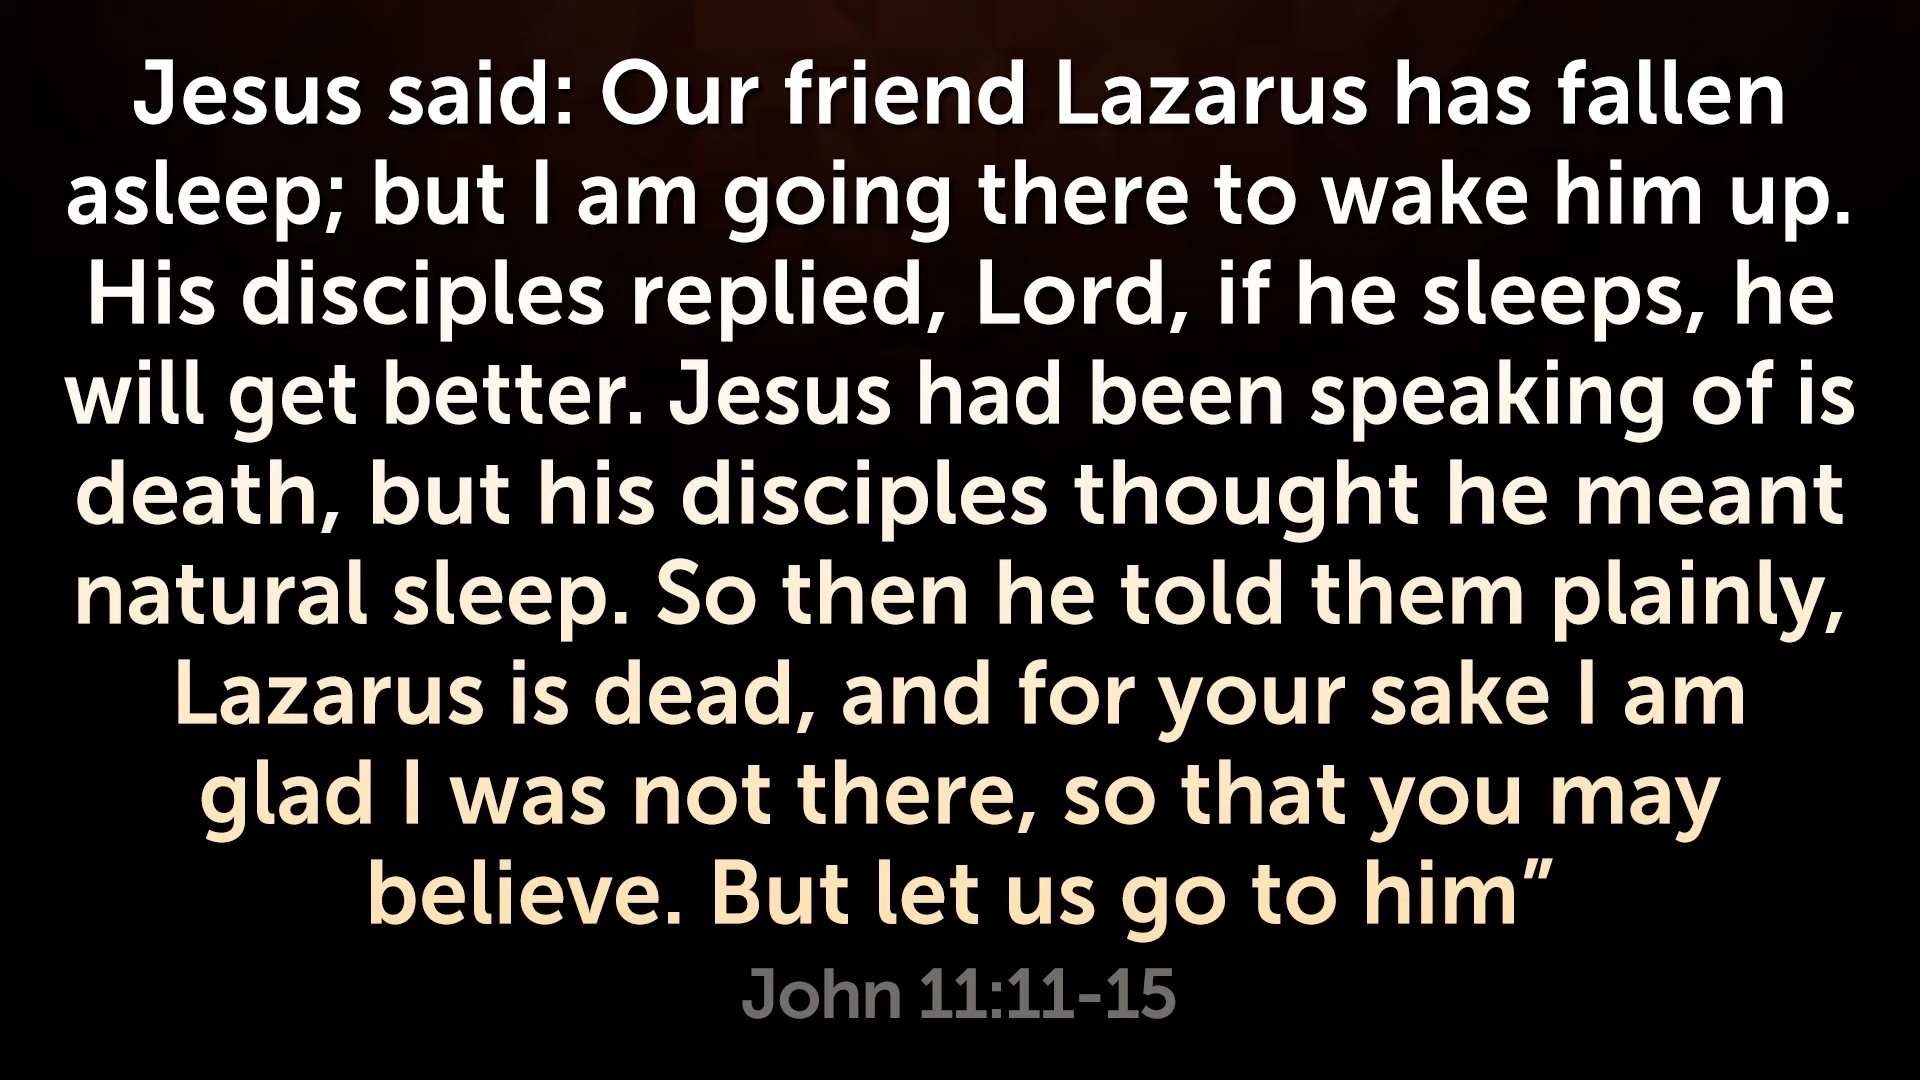 Jesus said: Our friend Lazarus has fallen
asleep; but I am going there to wake him up.
His disciples replied, Lord, if he sleeps, he
will get better. Jesus had been speaking of is
death, but his disciples thought he meant
natural sleep. So then he told them plainly,
Lazarus is dead, and for your sake I am
glad I was not there, so that you may
believe. But let us go to him”
John 11:11-15